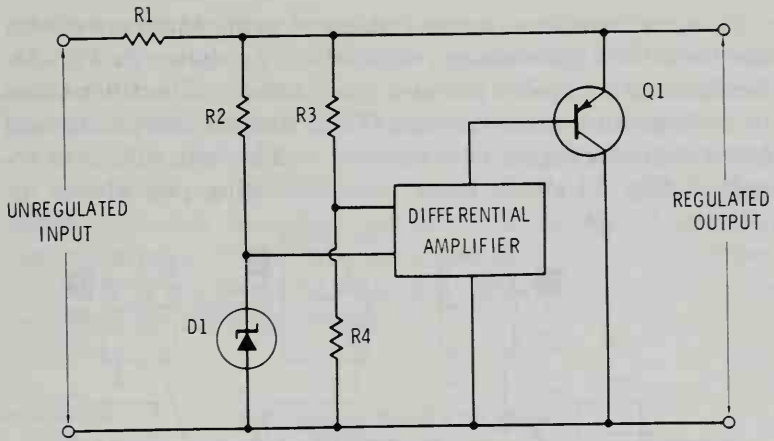 R1
R2
R3
Q1
UNREGULATED
INPUT
DIFFERENTIAL
AMPLIFIER
REGULATED
OUTPUT
D1
R4